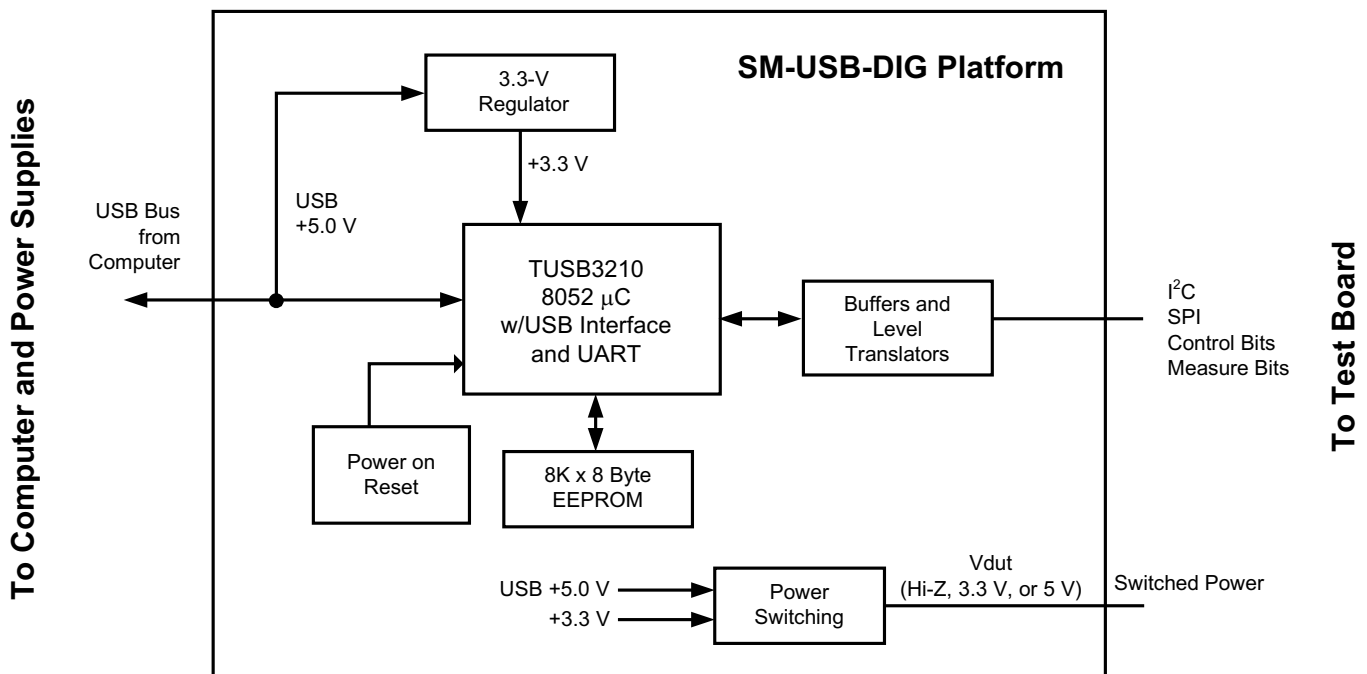 SM-USB-DIG Platform
3.3-V
Regulator
+3.3 V
To Computer and Power Supplies
USB Bus
from
Computer
USB
+5.0 V
TUSB3210
8052 μC
w/USB Interface
and UART
Buffers and
Level
Translators
I²C
SPI
Control Bits
Measure Bits
To Test Board
Power on
Reset
8K x 8 Byte
EEPROM
USB +5.0 V
+3.3 V
Power
Switching
Vdut
(Hi-Z, 3.3 V, or 5 V)
Switched Power